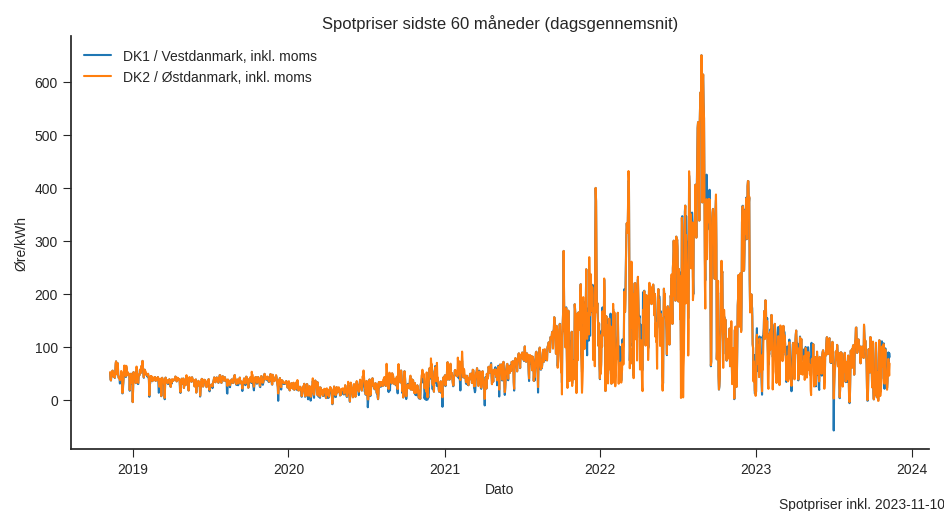 Spotpriser sidste 60 måneder (dagsgennemsnit)
DK1 / Vestdanmark, inkl. moms
DK2 / Østdanmark, inkl. moms
600
500
400
300
200
100
0
Øre/kWh
2019
2020
2021
2022
2023
2024
Dato
Spotpriser inkl. 2023-11-10